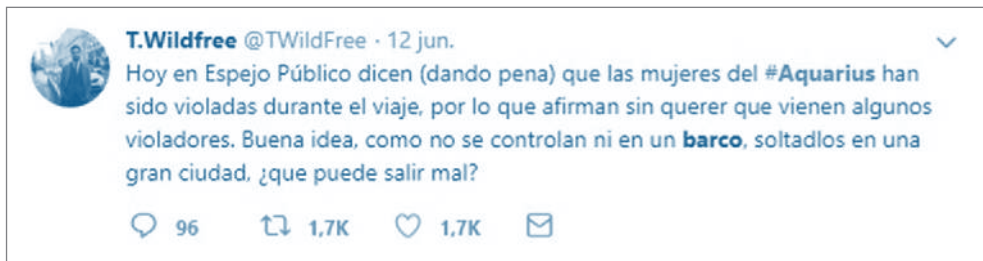 T.Wildfree @TWildFree · 12 jun.
Hoy en Espejo Público dicen (dando pena) que las mujeres del #Aquarius han
sido violadas durante el viaje, por lo que afirman sin querer que vienen algunos
violadores. Buena idea, como no se controlan ni en un barco, soltadlos en una
gran ciudad, ¿que puede salir mal?
96 1,7K 1,7K